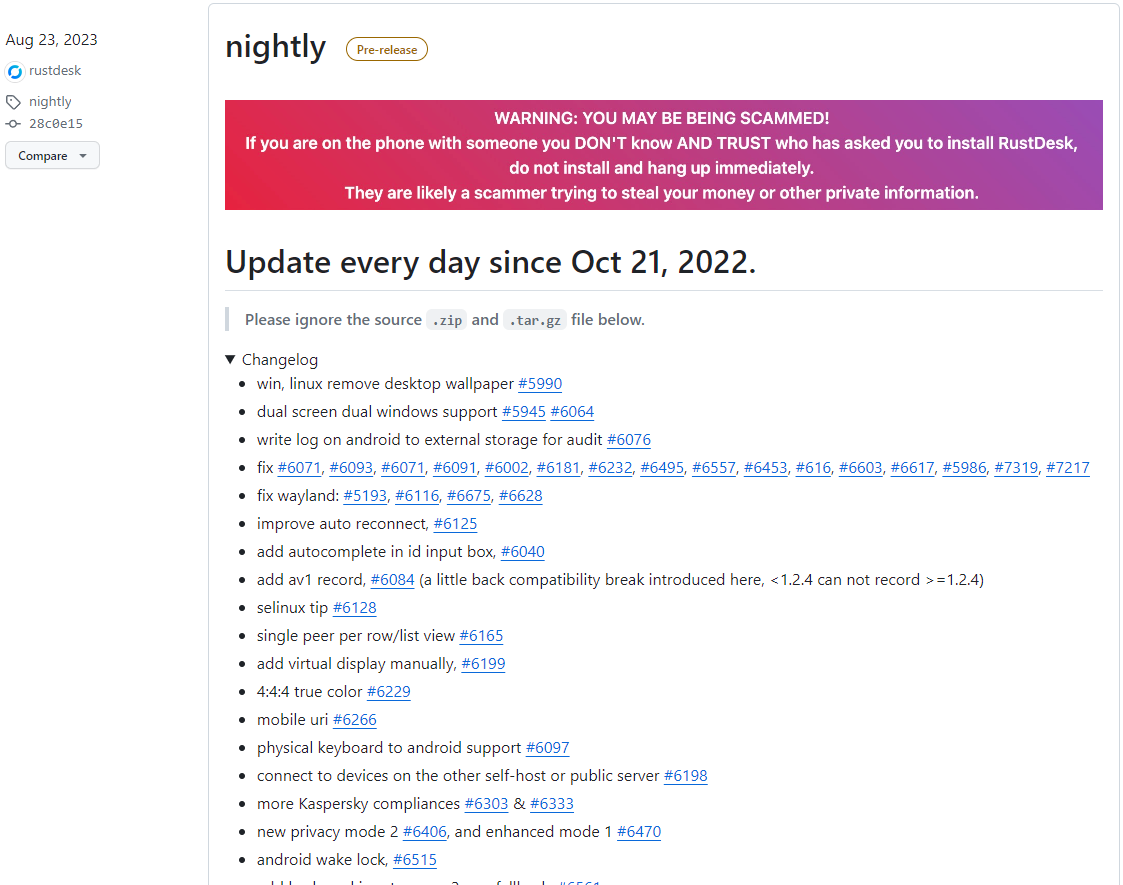 Aug 23, 2023
rustdesk
nightly
28c0e15
Compare
nightly Pre-release
WARNING: YOU MAY BE BEING SCAMMED!
If you are on the phone with someone you DON'T know AND TRUST who has asked you to install RustDesk,
do not install and hang up immediately.
They are likely a scammer trying to steal your money or other private information.
Update every day since Oct 21, 2022.
Please ignore the source .zip and .tar.gz file below.
Changelog
win, linux remove desktop wallpaper #5990
dual screen dual windows support #5945 #6064
write log on android to external storage for audit #6076
fix #6071, #6093, #6071, #6091, #6002, #6181, #6232, #6495, #6557, #6453, #616, #6603, #6617, #5986, #7319, #7217
fix wayland: #5193, #6116, #6675, #6628
improve auto reconnect, #6125
add autocomplete in id input box, #6040
add av1 record, #6084 (a little back compatibility break introduced here, <1.2.4 can not record >=1.2.4)
selinux tip #6128
single peer per row/list view #6165
add virtual display manually, #6199
4:4:4 true color #6229
mobile uri #6266
physical keyboard to android support #6097
connect to devices on the other self-host or public server #6198
more Kaspersky compliances #6303 & #6333
new privacy mode 2 #6406, and enhanced mode 1 #6470
android wake lock, #6515